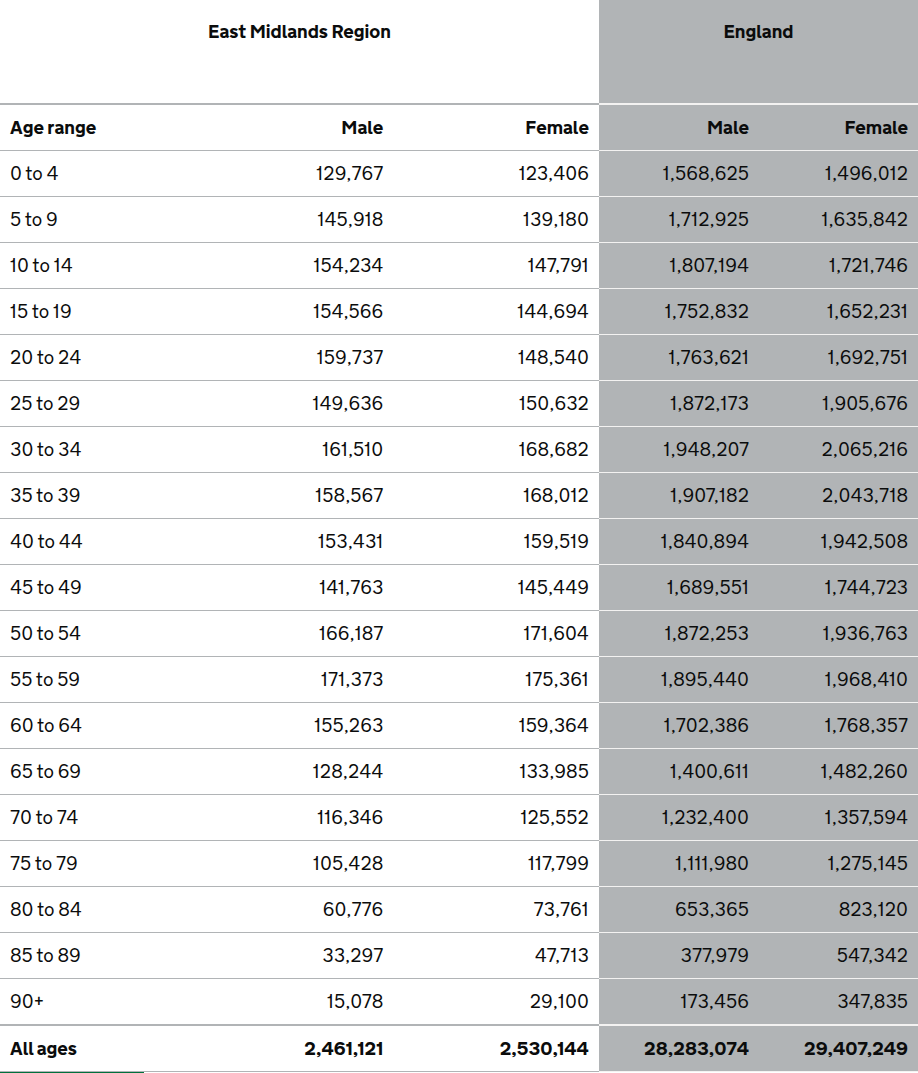 East Midlands Region England
Age range Male Female Male Female
0 to 4 129,767 123,406 1,568,625 1,496,012
5 to 9 145,918 139,180 1,712,925 1,635,842
10 to 14 154,234 147,791 1,807,194 1,721,746
15 to 19 154,566 144,694 1,752,832 1,652,231
20 to 24 159,737 148,540 1,763,621 1,692,751
25 to 29 149,636 150,632 1,872,173 1,905,676
30 to 34 161,510 168,682 1,948,207 2,065,216
35 to 39 158,567 168,012 1,907,182 2,043,718
40 to 44 153,431 159,519 1,840,894 1,942,508
45 to 49 141,763 145,449 1,689,551 1,744,723
50 to 54 166,187 171,604 1,872,253 1,936,763
55 to 59 171,373 175,361 1,895,440 1,968,410
60 to 64 155,263 159,364 1,702,386 1,768,357
65 to 69 128,244 133,985 1,400,611 1,482,260
70 to 74 116,346 125,552 1,232,400 1,357,594
75 to 79 105,428 117,799 1,111,980 1,275,145
80 to 84 60,776 73,761 653,365 823,120
85 to 89 33,297 47,713 377,979 547,342
90+ 15,078 29,100 173,456 347,835
All ages 2,461,121 2,530,144 28,283,074 29,407,249